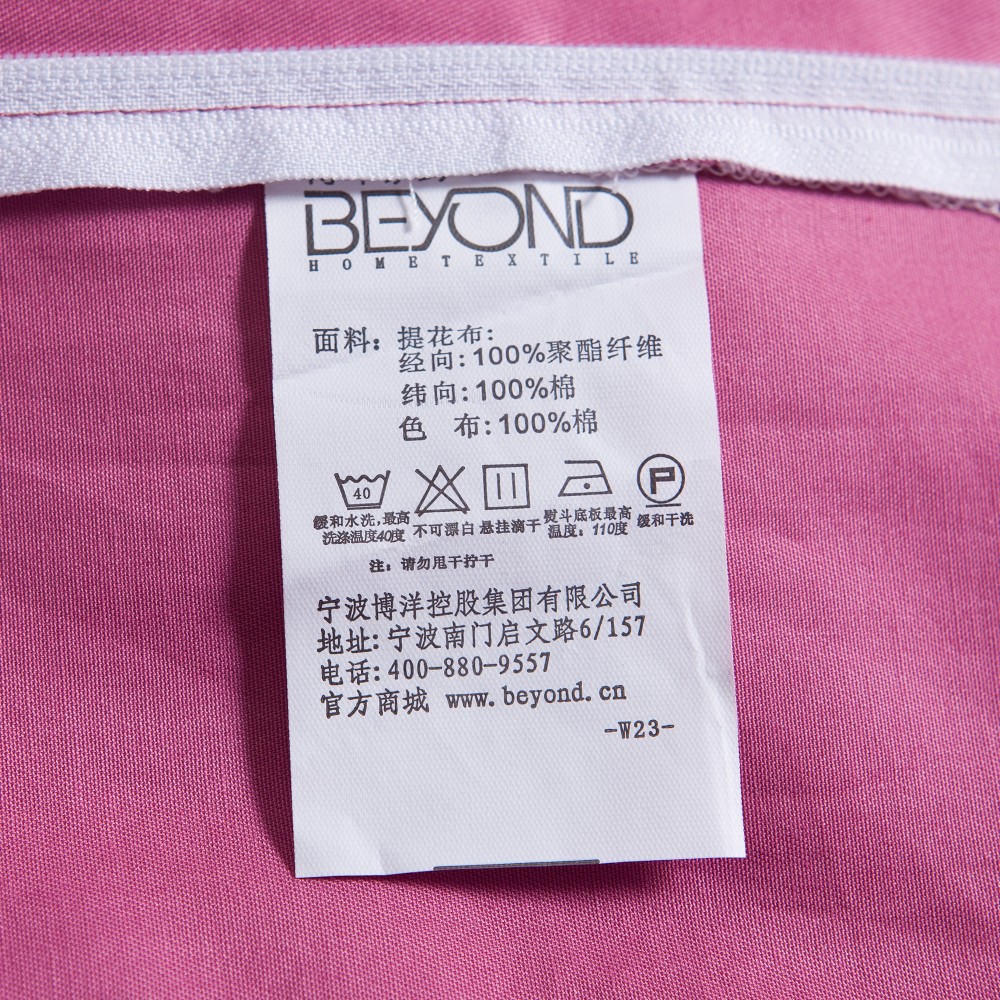 BEYOND
HOMETEXTILE
面料：提花布：
经向：100%聚酯纤维
纬向：100%棉
色 布：100%棉
40
P
缓和水洗，最高
洗涤温度40度
不可漂白
悬挂滴干
熨斗底板最高
温度：110度
缓和干洗
注：请勿甩干拧干
宁波博洋控股集团有限公司
地址：宁波南门启文路6/157
电话：400-880-9557
官方商城 www.beyond.cn
-W23-